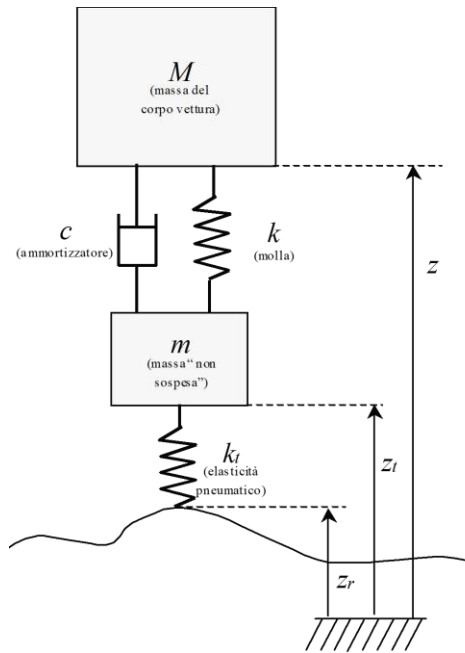 M
(massa del
corpo vettura)
c
(ammortizzatore)
k
(molla)
z
m
(massa“ non
sospesa”)
k_t
(elasticità
pneumatico)
z_t
z_r